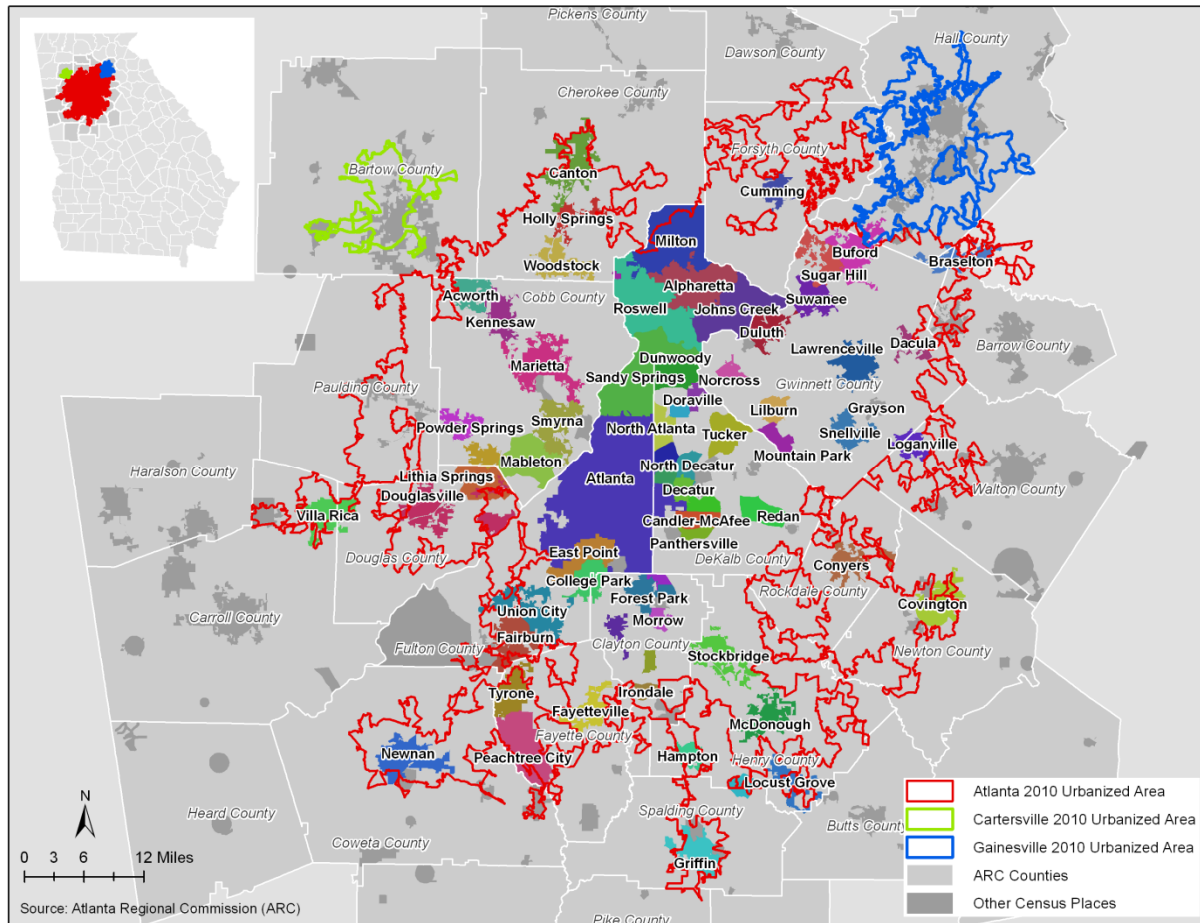 Pickens County
Dawson County
Hall County
Cherokee County
Forsyth County
Bartow County
Canton
Cumming
Holly Springs
Milton
Woodstock
Buford
Braselton
Sugar Hill
Alpharetta
Acworth
Cobb County
Roswell
Johns Creek
Suwanee
Kennesaw
Duluth
Dacula
Lawrenceville
Barrow County
Dunwoody
Marietta
Sandy Springs
Norcross
Gwinnett County
Paulding County
Doraville
Lilburn
Grayson
Powder Springs
Smyrna
North Atlanta
Tucker
Snellville
Loganville
Mountain Park
Mableton
North Decatur
Haralson County
Lithia Springs
Atlanta
Walton County
Douglasville
Decatur
Villa Rica
Candler-McAfee
Redan
Panthersville
East Point
Douglas County
DeKalb County
Conyers
College Park
Rockdale County
Forest Park
Covington
Union City
Carroll County
Morrow
Fairburn
Clayton County
Newton County
Fulton County
Stockbridge
Tyrone
Irondale
Fayetteville
McDonough
Fayette County
Newnan
Peachtree City
Hampton
Henry County
Locust Grove
Heard County
Spalding County
Butts County
Coweta County
Griffin
Pike County
N
0 3 6 12 Miles
Source: Atlanta Regional Commission (ARC)
Atlanta 2010 Urbanized Area
Cartersville 2010 Urbanized Area
Gainesville 2010 Urbanized Area
ARC Counties
Other Census Places